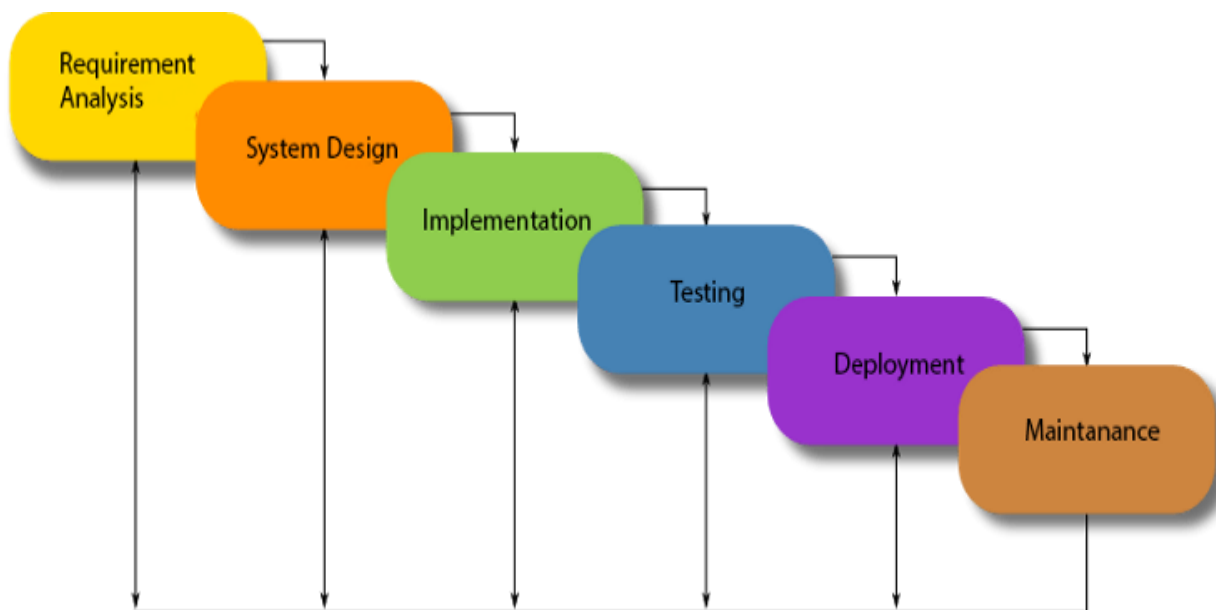 Requirement
Analysis
System Design
Implementation
Testing
Deployment
Maintanance